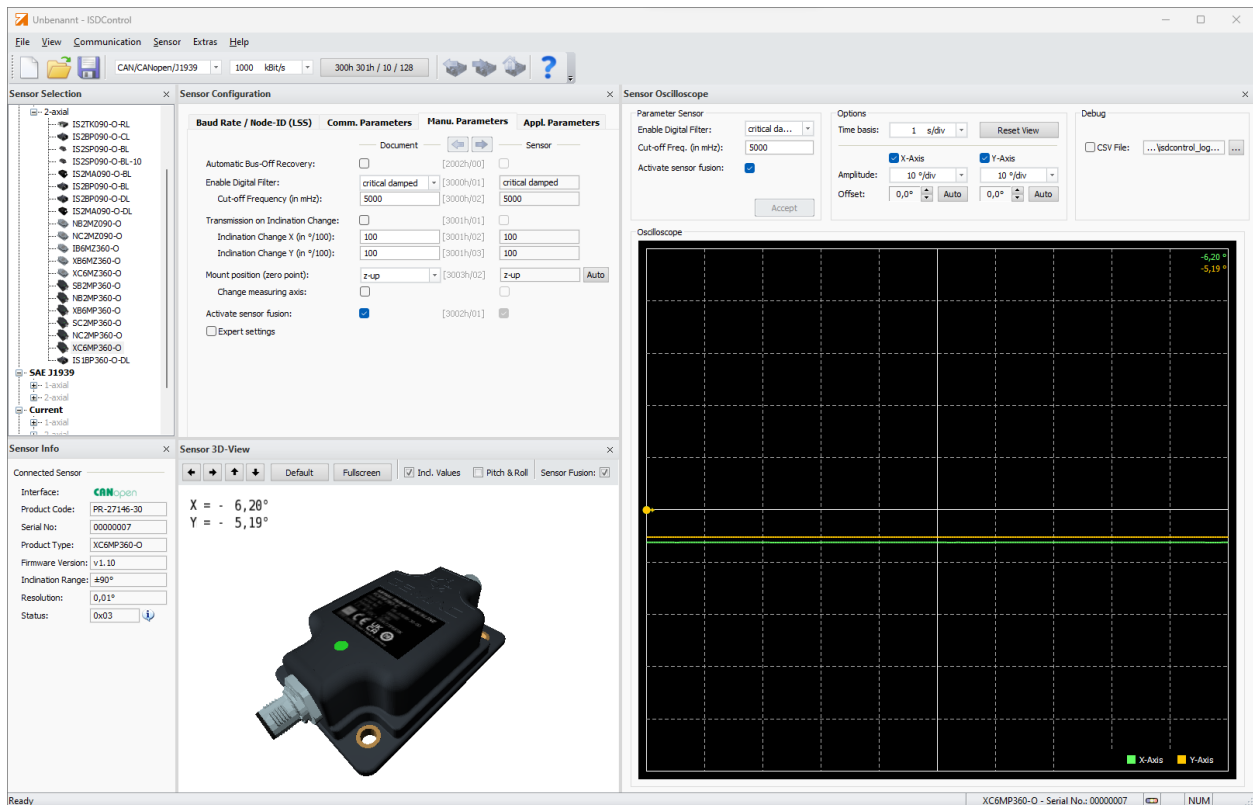 Unbenannt - ISDControl
File View Communication Sensor Extras Help
CAN/CANopen/J1939 1000 kBit/s 300h 301h / 10 / 128
Sensor Selection
2-axial
IS2TK090-O-RL
IS2BP090-O-CL
IS2SP090-O-BL
IS2SP090-O-BL-10
IS2MA090-O-BL
IS2BP090-O-BL
IS2BP090-O-DL
IS2MA090-O-DL
NB2MZ090-O
NC2MZ090-O
IB6MZ360-O
XB6MZ360-O
XC6MZ360-O
SB2MP360-O
NB2MP360-O
XB6MP360-O
SC2MP360-O
NC2MP360-O
XC6MP360-O
IS1BP360-O-DL
SAE J1939
1-axial
2-axial
Current
1-axial
2-axial
Sensor Configuration
Baud Rate / Node-ID (LSS) Comm. Parameters Manu. Parameters Appl. Parameters
Document Sensor
Automatic Bus-Off Recovery: [2002h/00]
Enable Digital Filter: critical damped [3000h/01] critical damped
Cut-off Frequency (in mHz): 5000 [3000h/02] 5000
Transmission on Inclination Change: [3001h/01]
Inclination Change X (in °/100): 100 [3001h/02] 100
Inclination Change Y (in °/100): 100 [3001h/03] 100
Mount position (zero point): z-up [3003h/02] z-up Auto
Change measuring axis:
Activate sensor fusion: [3002h/01]
Expert settings
Sensor Oscilloscope
Parameter Sensor
Enable Digital Filter: critical da...
Cut-off Freq. (in mHz): 5000
Activate sensor fusion:
Accept
Options
Time basis: 1 s/div Reset View
X-Axis Y-Axis
Amplitude: 10 °/div 10 °/div
Offset: 0,0° Auto 0,0° Auto
Debug
CSV File: ...\isdcontrol_log... ...
Oscilloscope
-6,20 °
-5,19 °
X-Axis Y-Axis
Sensor Info
Connected Sensor
Interface: CANopen
Product Code: PR-27146-30
Serial No: 00000007
Product Type: XC6MP360-O
Firmware Version: v1.10
Inclination Range: ±90°
Resolution: 0,01°
Status: 0x03
Sensor 3D-View
Default Fullscreen Incl. Values Pitch & Roll Sensor Fusion:
X = - 6,20°
Y = - 5,19°
Ready XC6MP360-O - Serial No.: 00000007 NUM